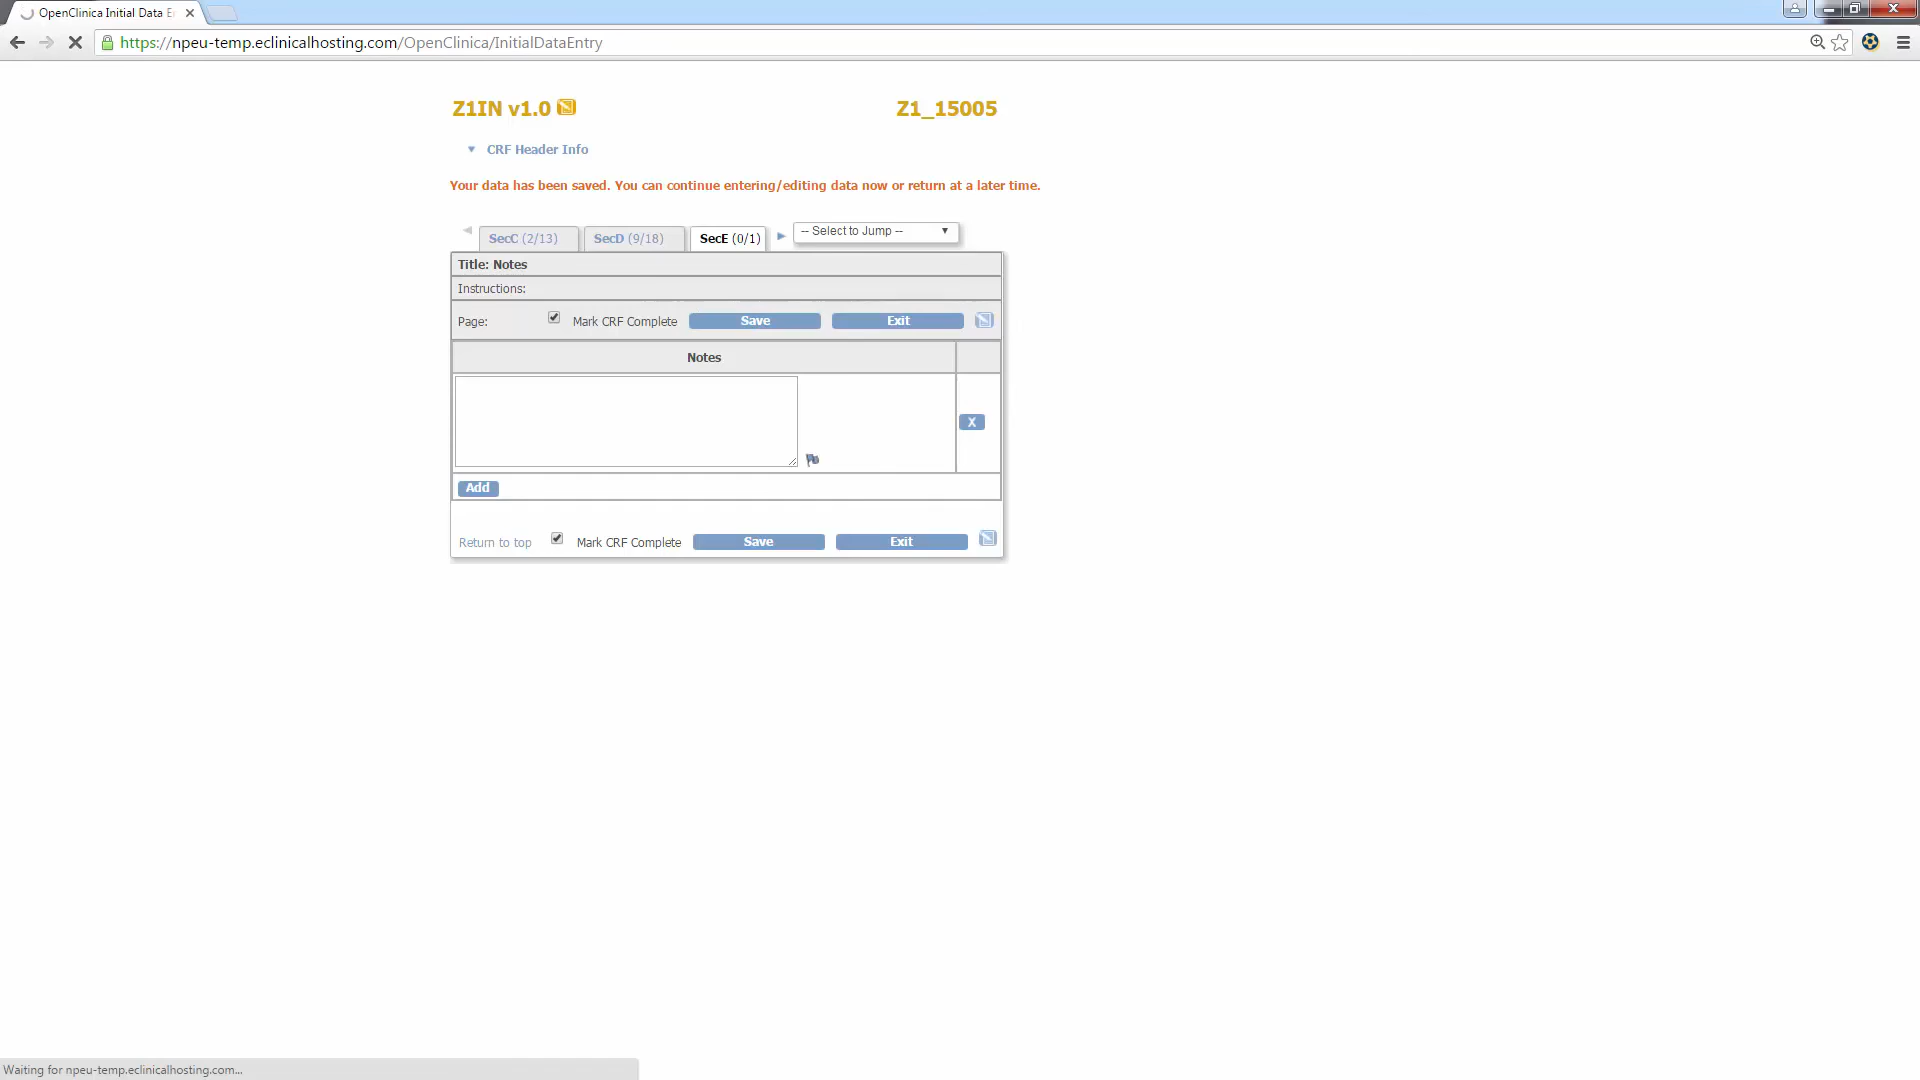 OpenClinica Initial Data E
https://npeu-temp.eclinicalhosting.com/OpenClinica/InitialDataEntry
Z1IN v1.0 Z1_15005
CRF Header Info
Your data has been saved. You can continue entering/editing data now or return at a later time.
SecC (2/13) SecD (9/18) SecE (0/1) -- Select to Jump --
Title: Notes
Instructions:
Page: Mark CRF Complete Save Exit
Notes
X
Add
Return to top Mark CRF Complete Save Exit
Waiting for npeu-temp.eclinicalhosting.com...